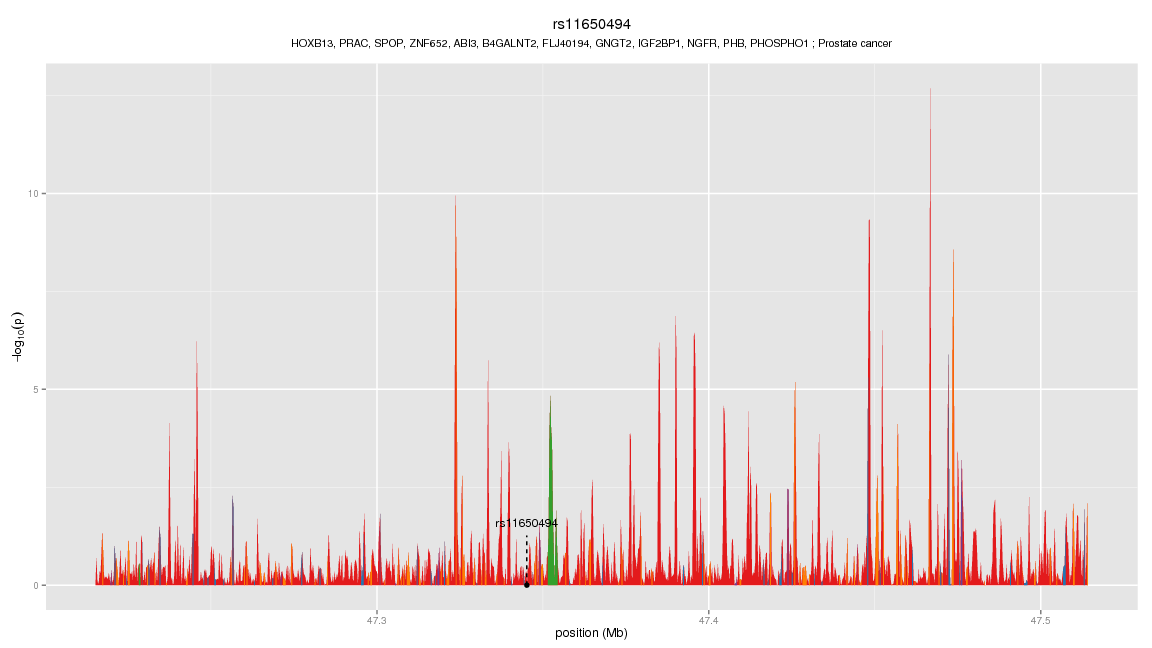 rs11650494
HOXB13, PRAC, SPOP, ZNF652, ABI3, B4GALNT2, FLJ40194, GNGT2, IGF2BP1, NGFR, PHB, PHOSPHO1 ; Prostate cancer
10
5
0
−log10(p)
rs11650494
47.3
47.4
47.5
position (Mb)